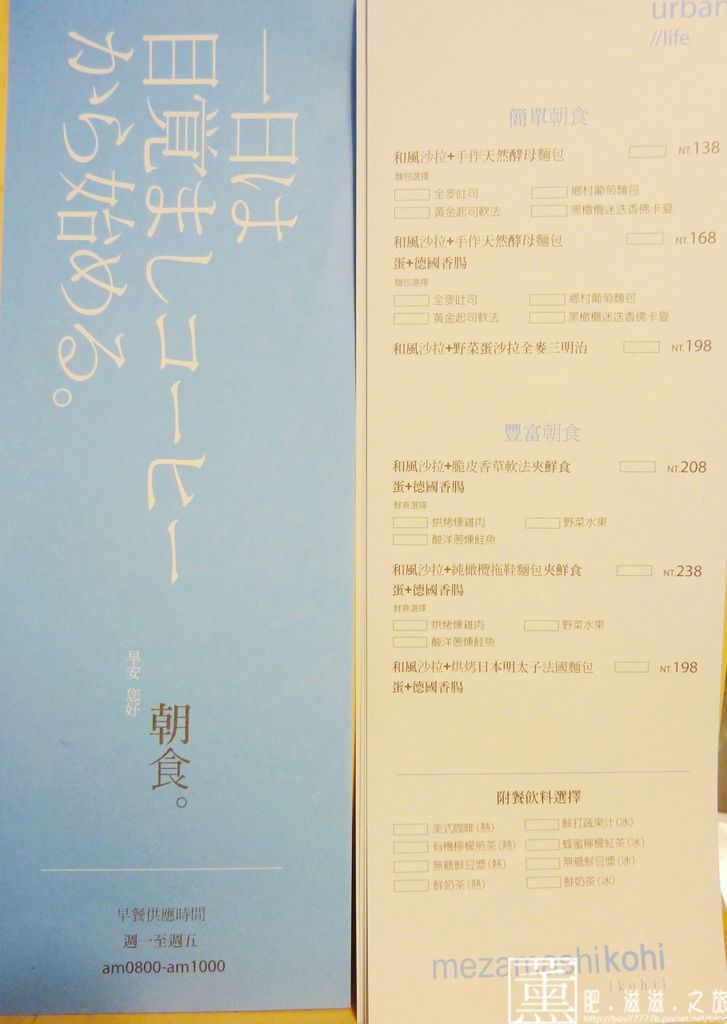 一日は
目覚ましコーヒー
から始める。
早安 您好
朝食。
早餐供應時間
週一至週五
am0800-am1000
urban
//life
簡單朝食
和風沙拉+手作天然酵母麵包 NT.138
麵包選擇
全麥吐司 鄉村葡萄麵包
黃金起司軟法 黑橄欖迷迭香佛卡夏
和風沙拉+手作天然酵母麵包 NT.168
蛋+德國香腸
麵包選擇
全麥吐司 鄉村葡萄麵包
黃金起司軟法 黑橄欖迷迭香佛卡夏
和風沙拉+野菜蛋沙拉全麥三明治 NT.198
豐富朝食
和風沙拉+脆皮香草軟法夾鮮食 NT.208
蛋+德國香腸
鮮食選擇
烘烤燻雞肉 野菜水果
酸洋蔥燻鮭魚
和風沙拉+純橄欖拖鞋麵包夾鮮食 NT.238
蛋+德國香腸
鮮食選擇
烘烤燻雞肉 野菜水果
酸洋蔥燻鮭魚
和風沙拉+烘烤日本明太子法國麵包 NT.198
蛋+德國香腸
附餐飲料選擇
美式咖啡(熱) 鮮打蔬果汁(冰)
有機檸檬煎茶(熱) 蜂蜜檸檬紅茶(冰)
無糖鮮豆漿(熱) 無糖鮮豆漿(冰)
鮮奶茶(熱) 鮮奶茶(冰)
mezamashikohi
[kohi]
薰 肥.滋滋.之旅